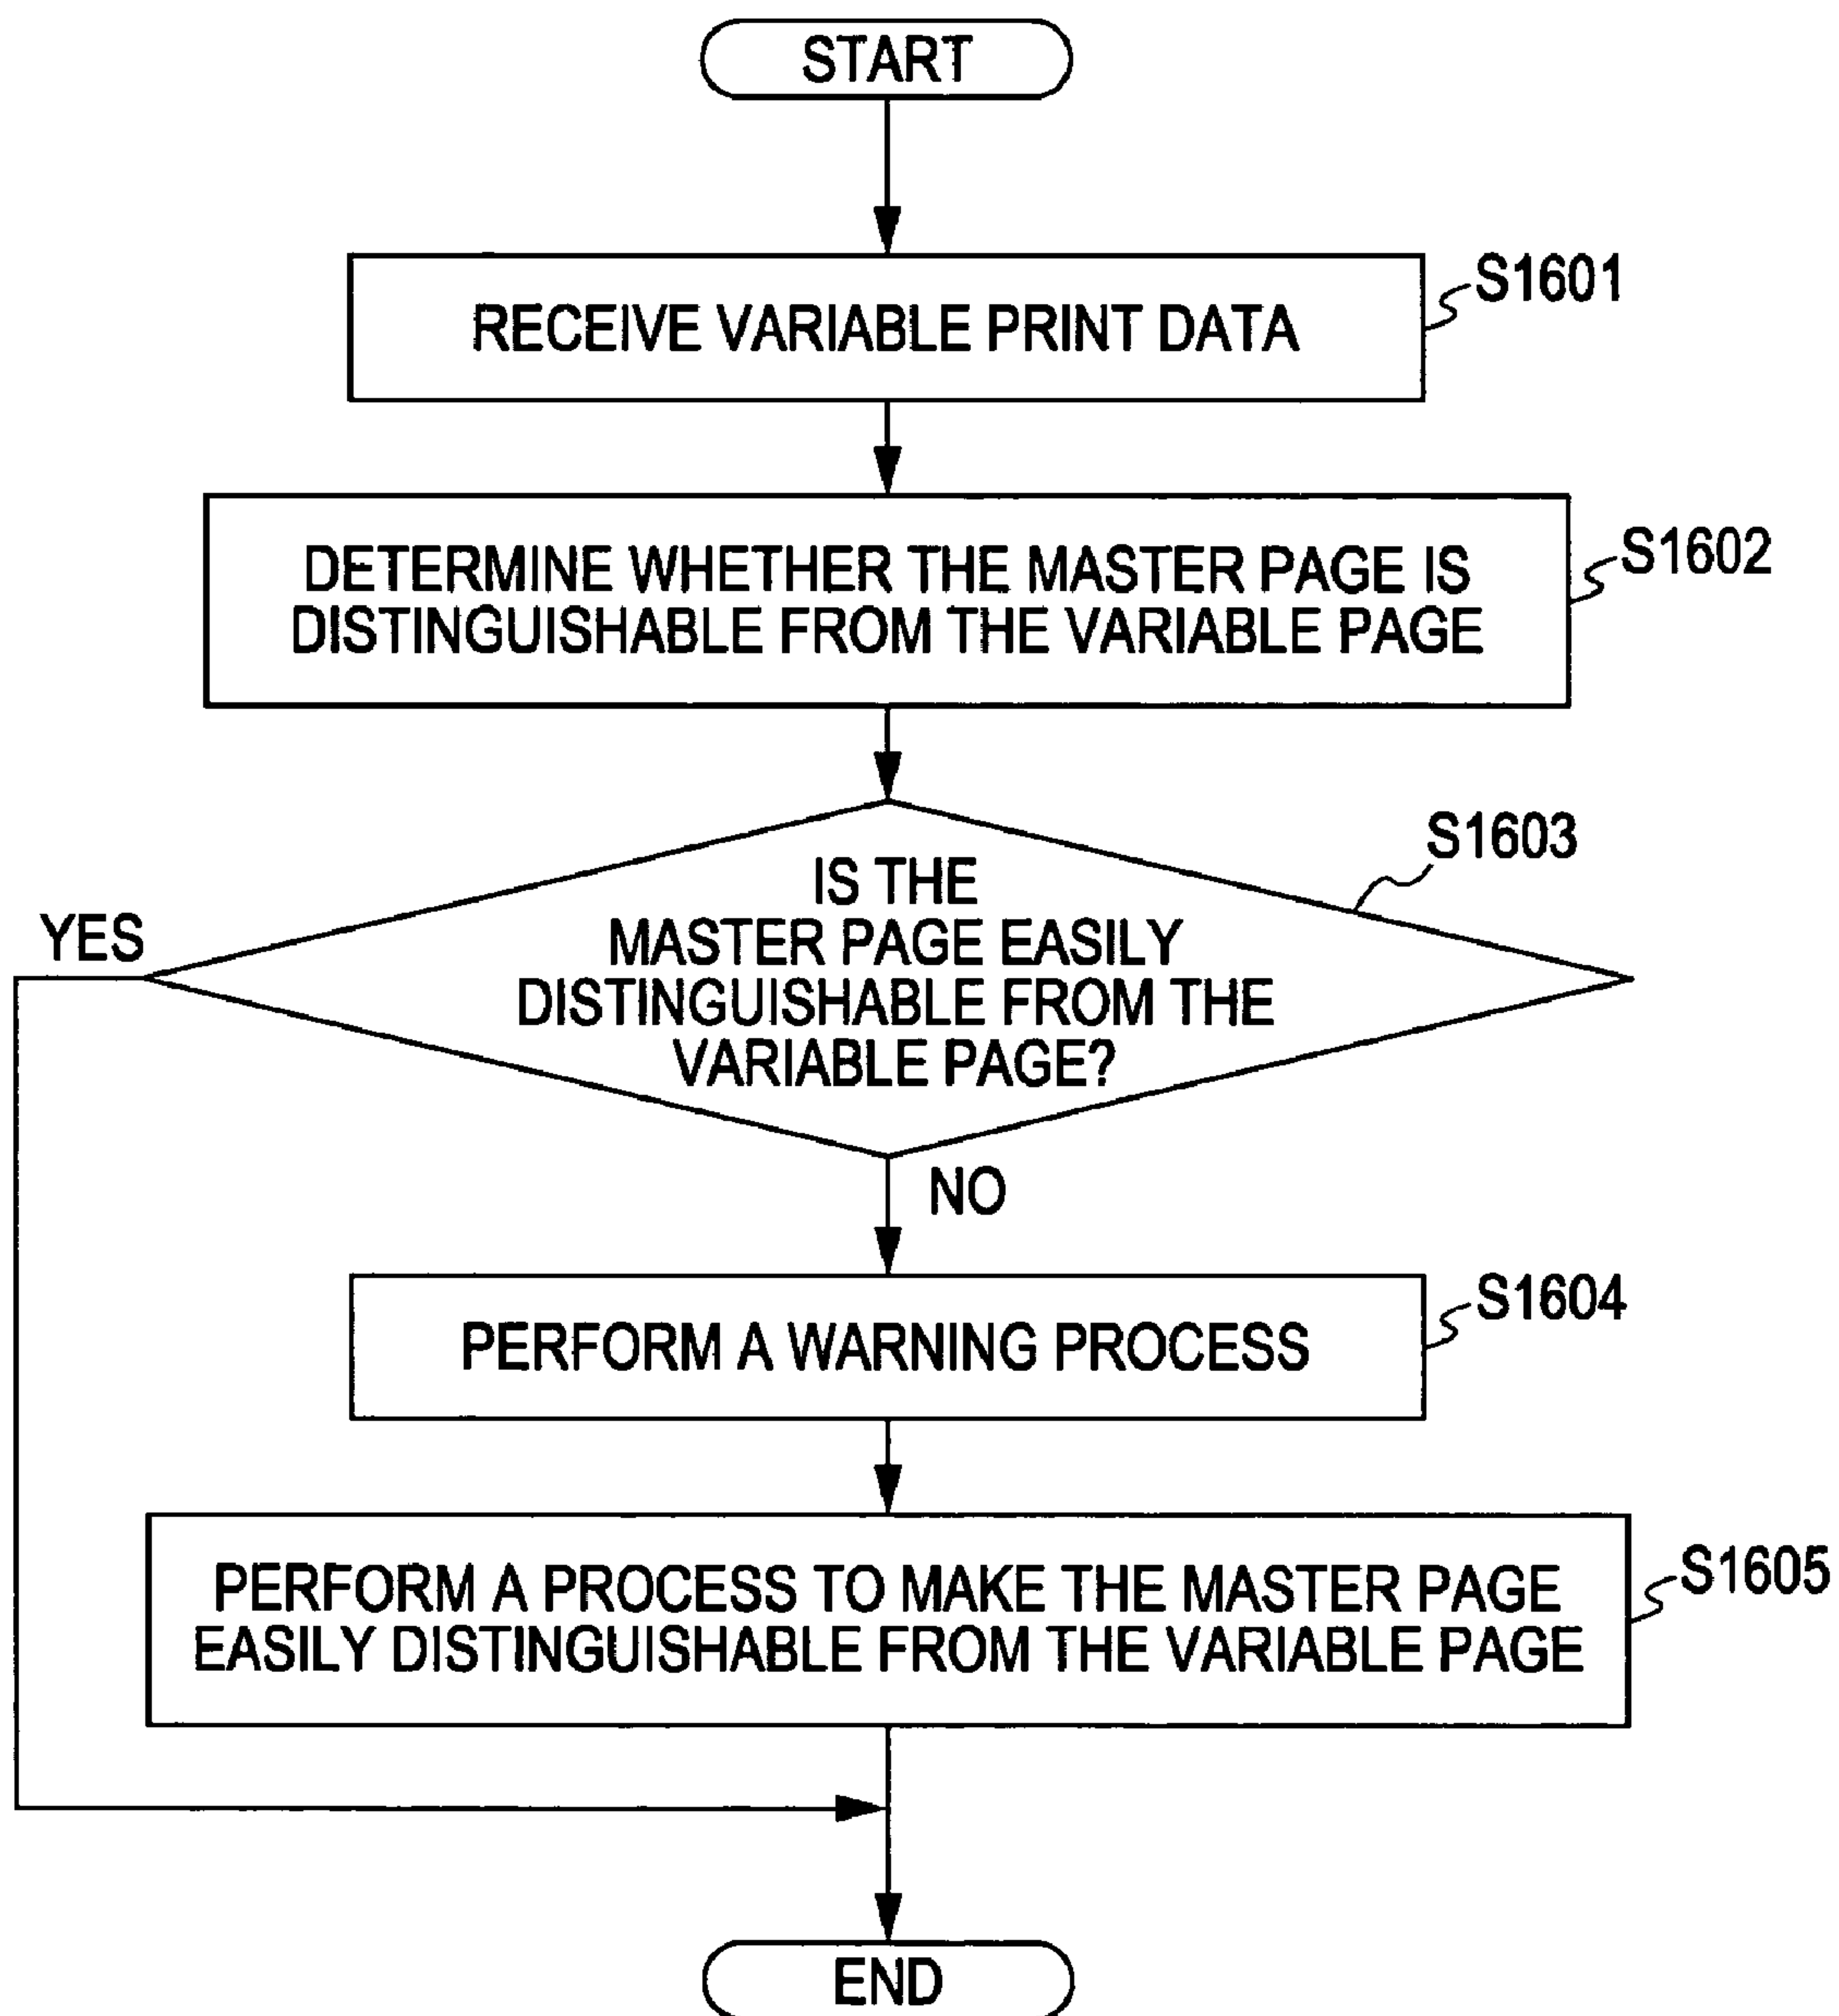 START
RECEIVE VARIABLE PRINT DATA
S1601
DETERMINE WHETHER THE MASTER PAGE IS
DISTINGUISHABLE FROM THE VARIABLE PAGE
S1602
IS THE
MASTER PAGE EASILY
DISTINGUISHABLE FROM THE
VARIABLE PAGE?
S1603
YES
NO
PERFORM A WARNING PROCESS
S1604
PERFORM A PROCESS TO MAKE THE MASTER PAGE
EASILY DISTINGUISHABLE FROM THE VARIABLE PAGE
S1605
END